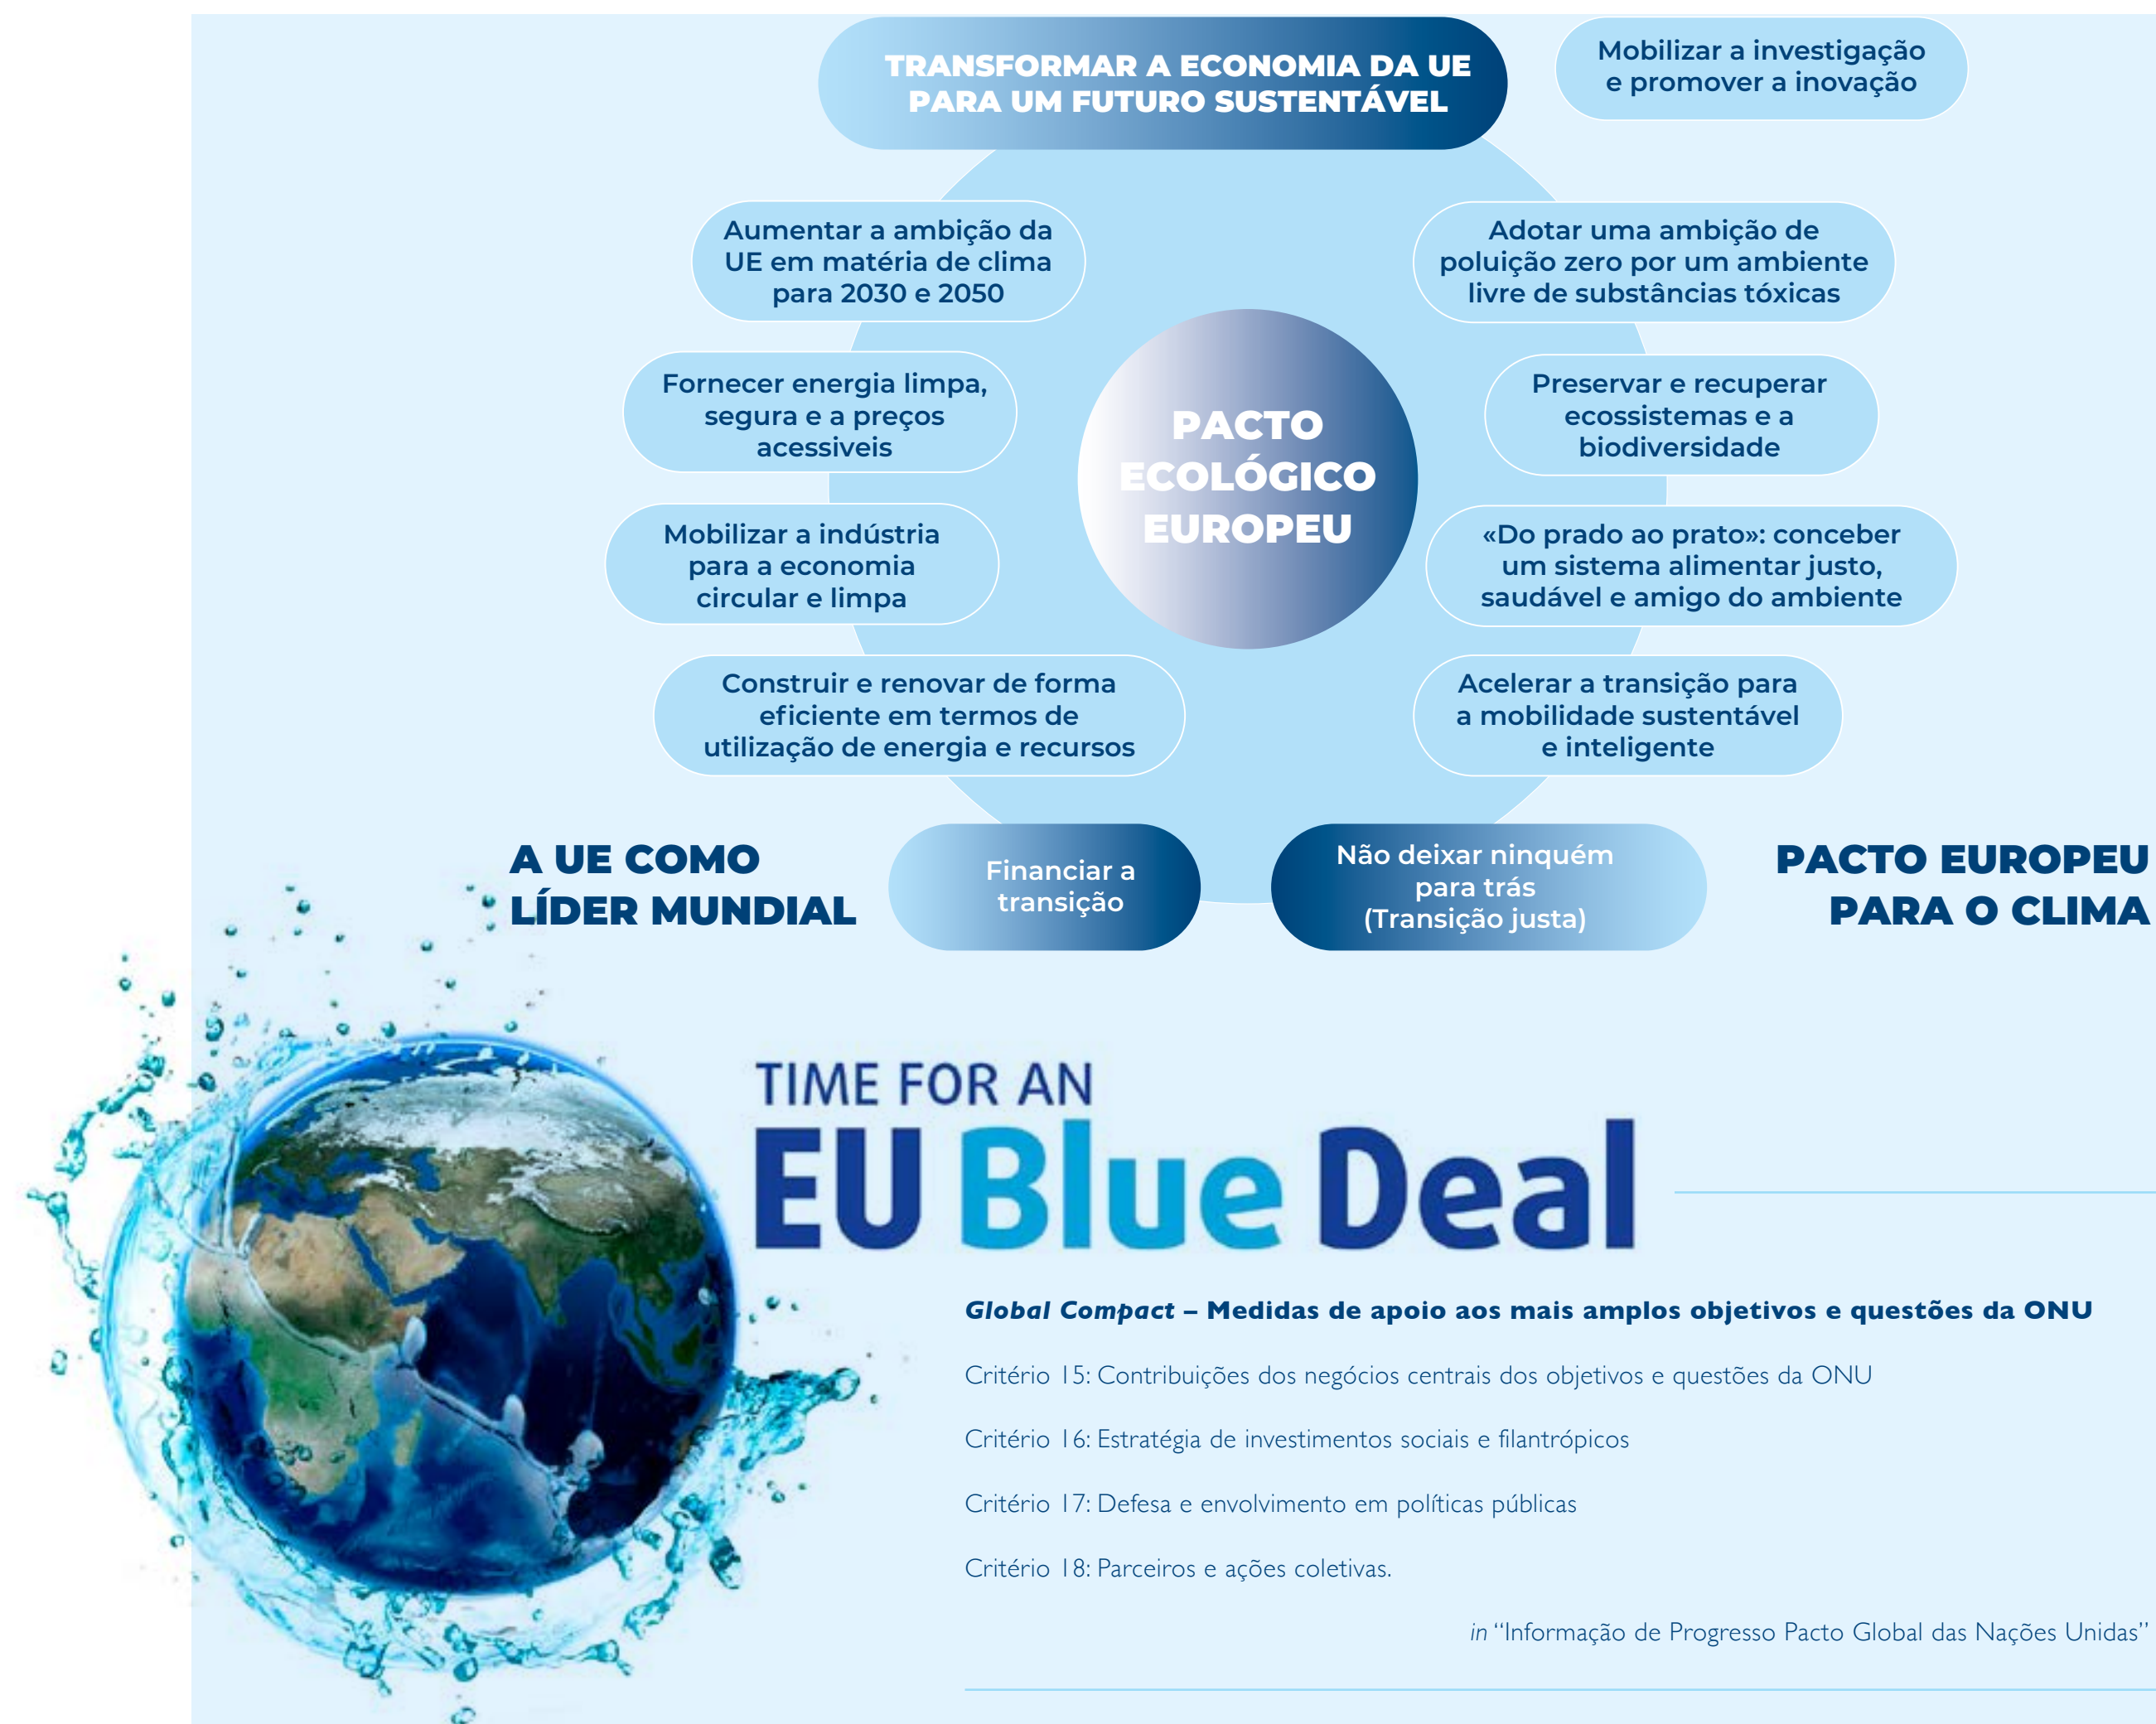 TRANSFORMAR A ECONOMIA DA UE
PARA UM FUTURO SUSTENTÁVEL
Mobilizar a investigação
e promover a inovação
Aumentar a ambição da
UE em matéria de clima
para 2030 e 2050
Adotar uma ambição de
poluição zero por um ambiente
livre de substâncias tóxicas
Fornecer energia limpa,
segura e a preços
acessiveis
Preservar e recuperar
ecossistemas e a
biodiversidade
PACTO
ECOLÓGICO
EUROPEU
Mobilizar a indústria
para a economia
circular e limpa
«Do prado ao prato»: conceber
um sistema alimentar justo,
saudável e amigo do ambiente
Construir e renovar de forma
eficiente em termos de
utilização de energia e recursos
Acelerar a transição para
a mobilidade sustentável
e inteligente
A UE COMO
LÍDER MUNDIAL
Financiar a
transição
Não deixar ninquém
para trás
(Transição justa)
PACTO EUROPEU
PARA O CLIMA
TIME FOR AN
EU Blue Deal
Global Compact – Medidas de apoio aos mais amplos objetivos e questões da ONU
Critério 15: Contribuições dos negócios centrais dos objetivos e questões da ONU
Critério 16: Estratégia de investimentos sociais e filantrópicos
Critério 17: Defesa e envolvimento em políticas públicas
Critério 18: Parceiros e ações coletivas.
in “Informação de Progresso Pacto Global das Nações Unidas”